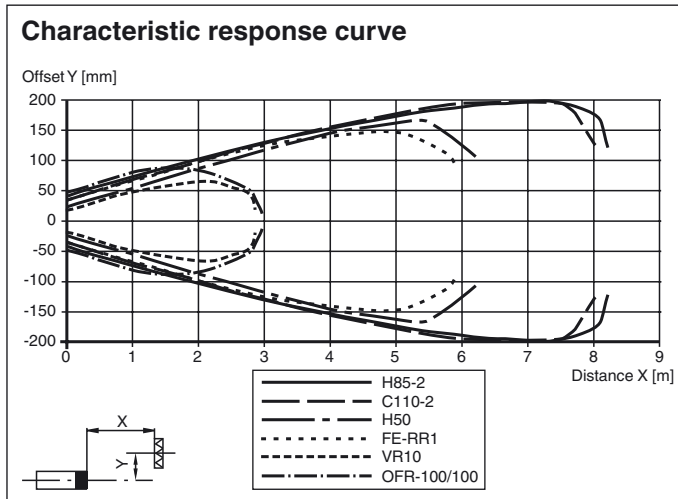 Characteristic response curve
Offset Y [mm]
200
150
100
50
0
-50
-100
-150
-200
0 1 2 3 4 5 6 7 8 9
Distance X [m]
H85-2
C110-2
H50
FE-RR1
VR10
OFR-100/100
X
Y